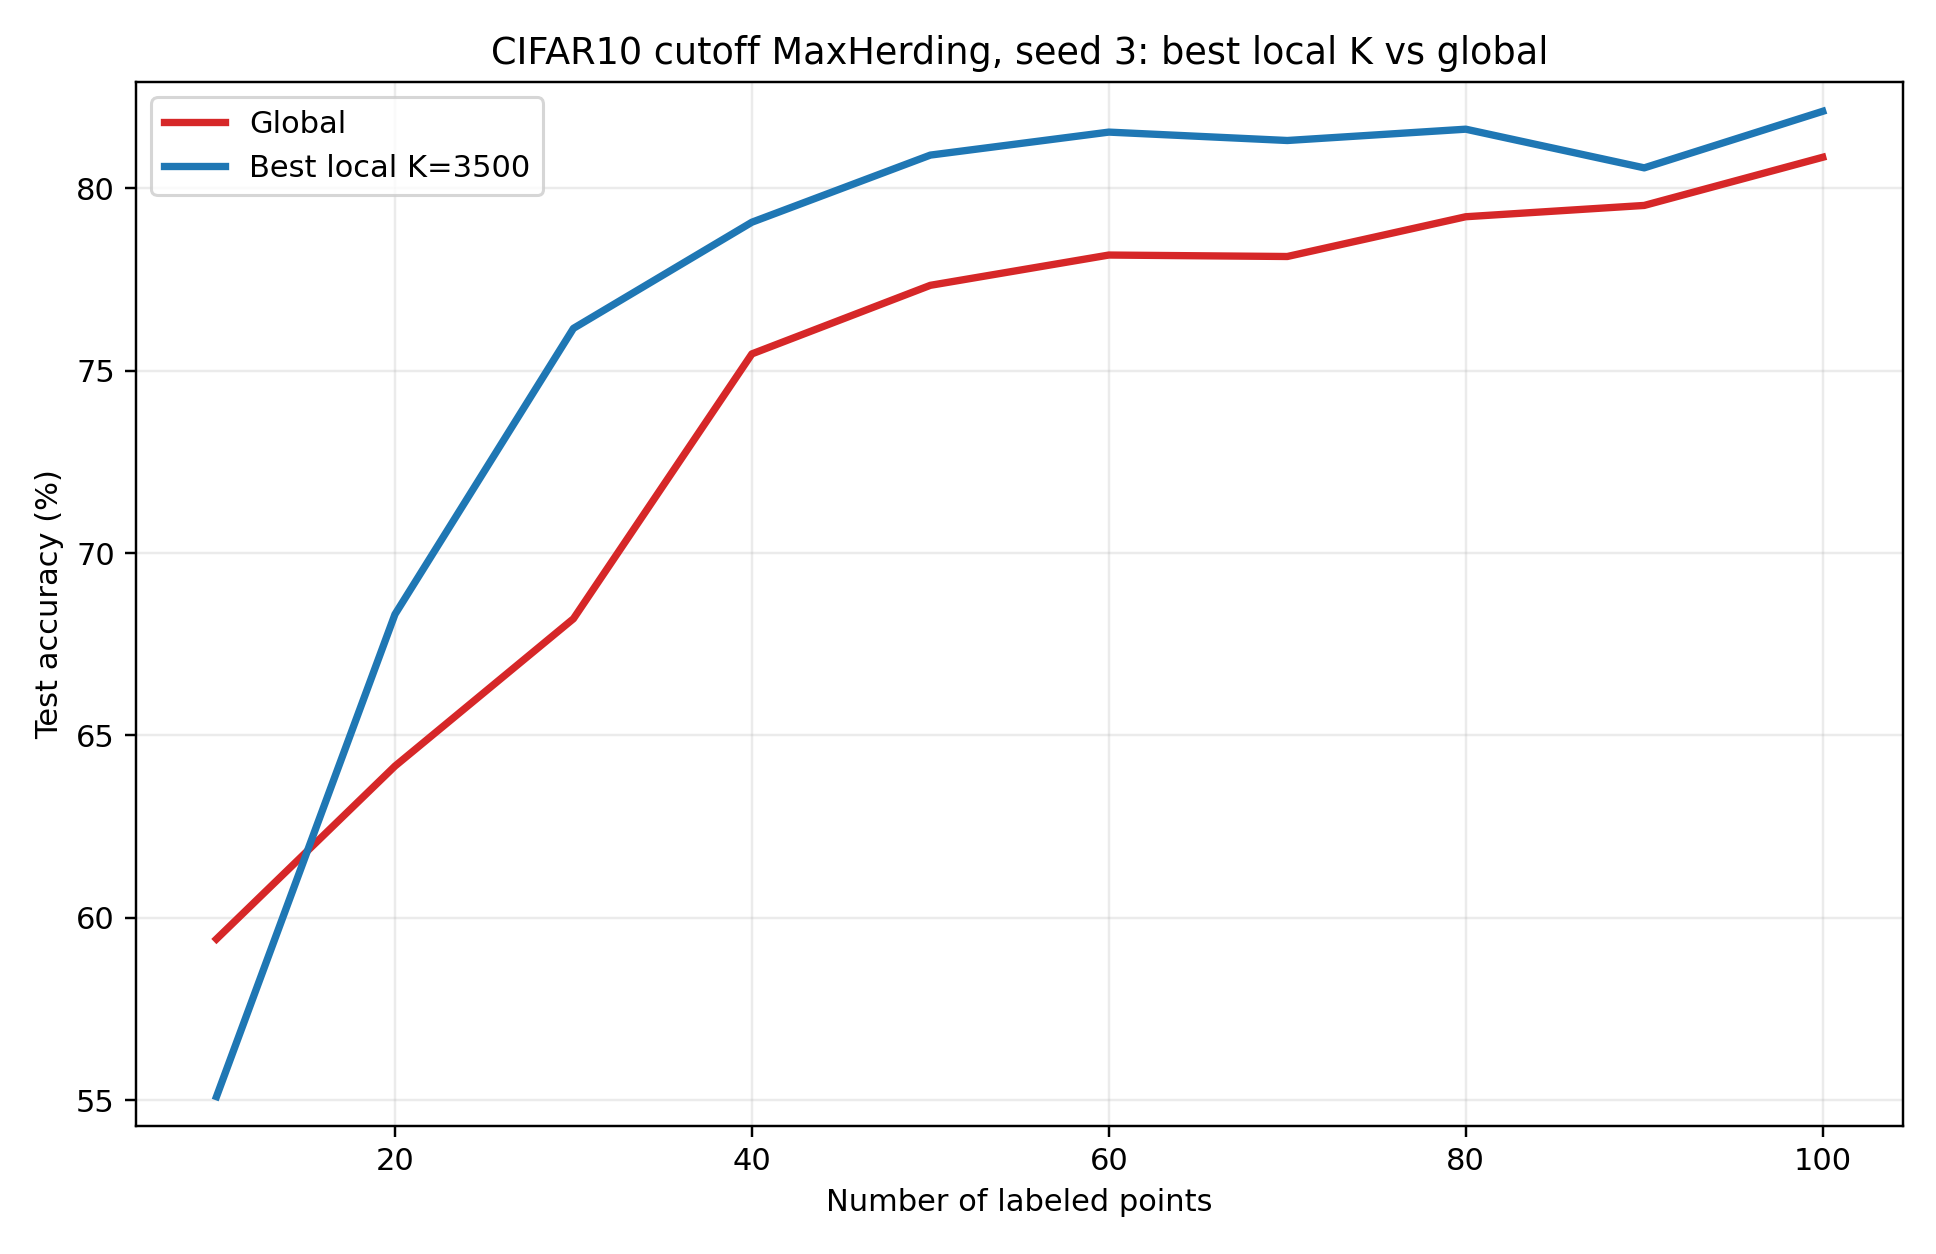 CIFAR10 cutoff MaxHerding, seed 3: best local K vs global
Global
Best local K=3500
Test accuracy (%)
80
75
70
65
60
55
20
40
60
80
100
Number of labeled points